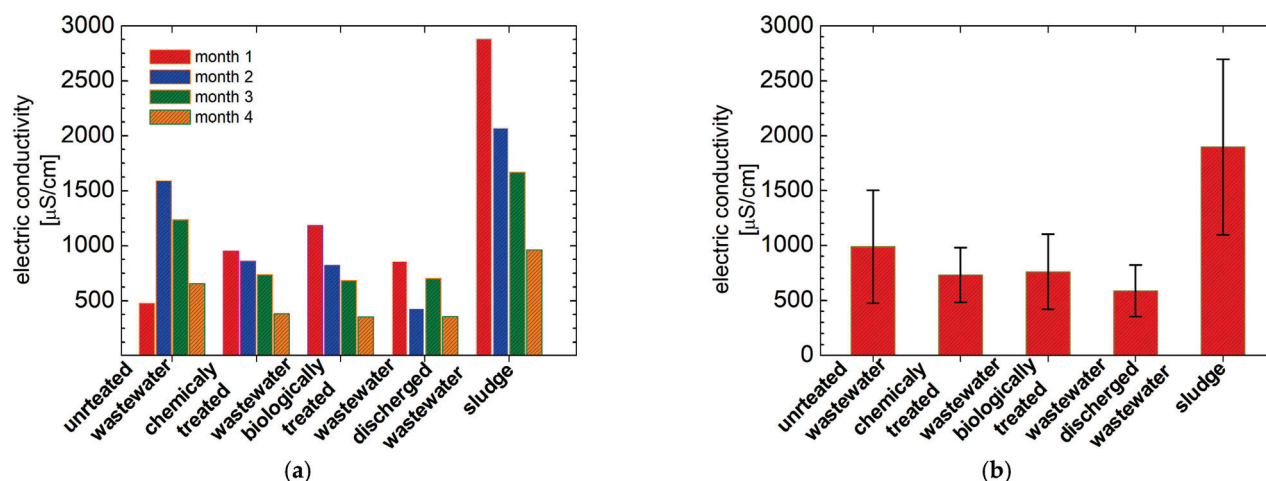 3000
2500
2000
1500
1000
500
electric conductivity
[μS/cm]
month 1
month 2
month 3
month 4
unrteated
wastewater
chemicaly
treated
wastewater
biologically
treated
wastewater
discherged
wastewater
sludge
(a)
3000
2500
2000
1500
1000
500
0
electric conductivity
[μS/cm]
unrteated
wastewater
chemicaly
treated
wastewater
biologically
treated
wastewater
discherged
wastewater
sludge
(b)